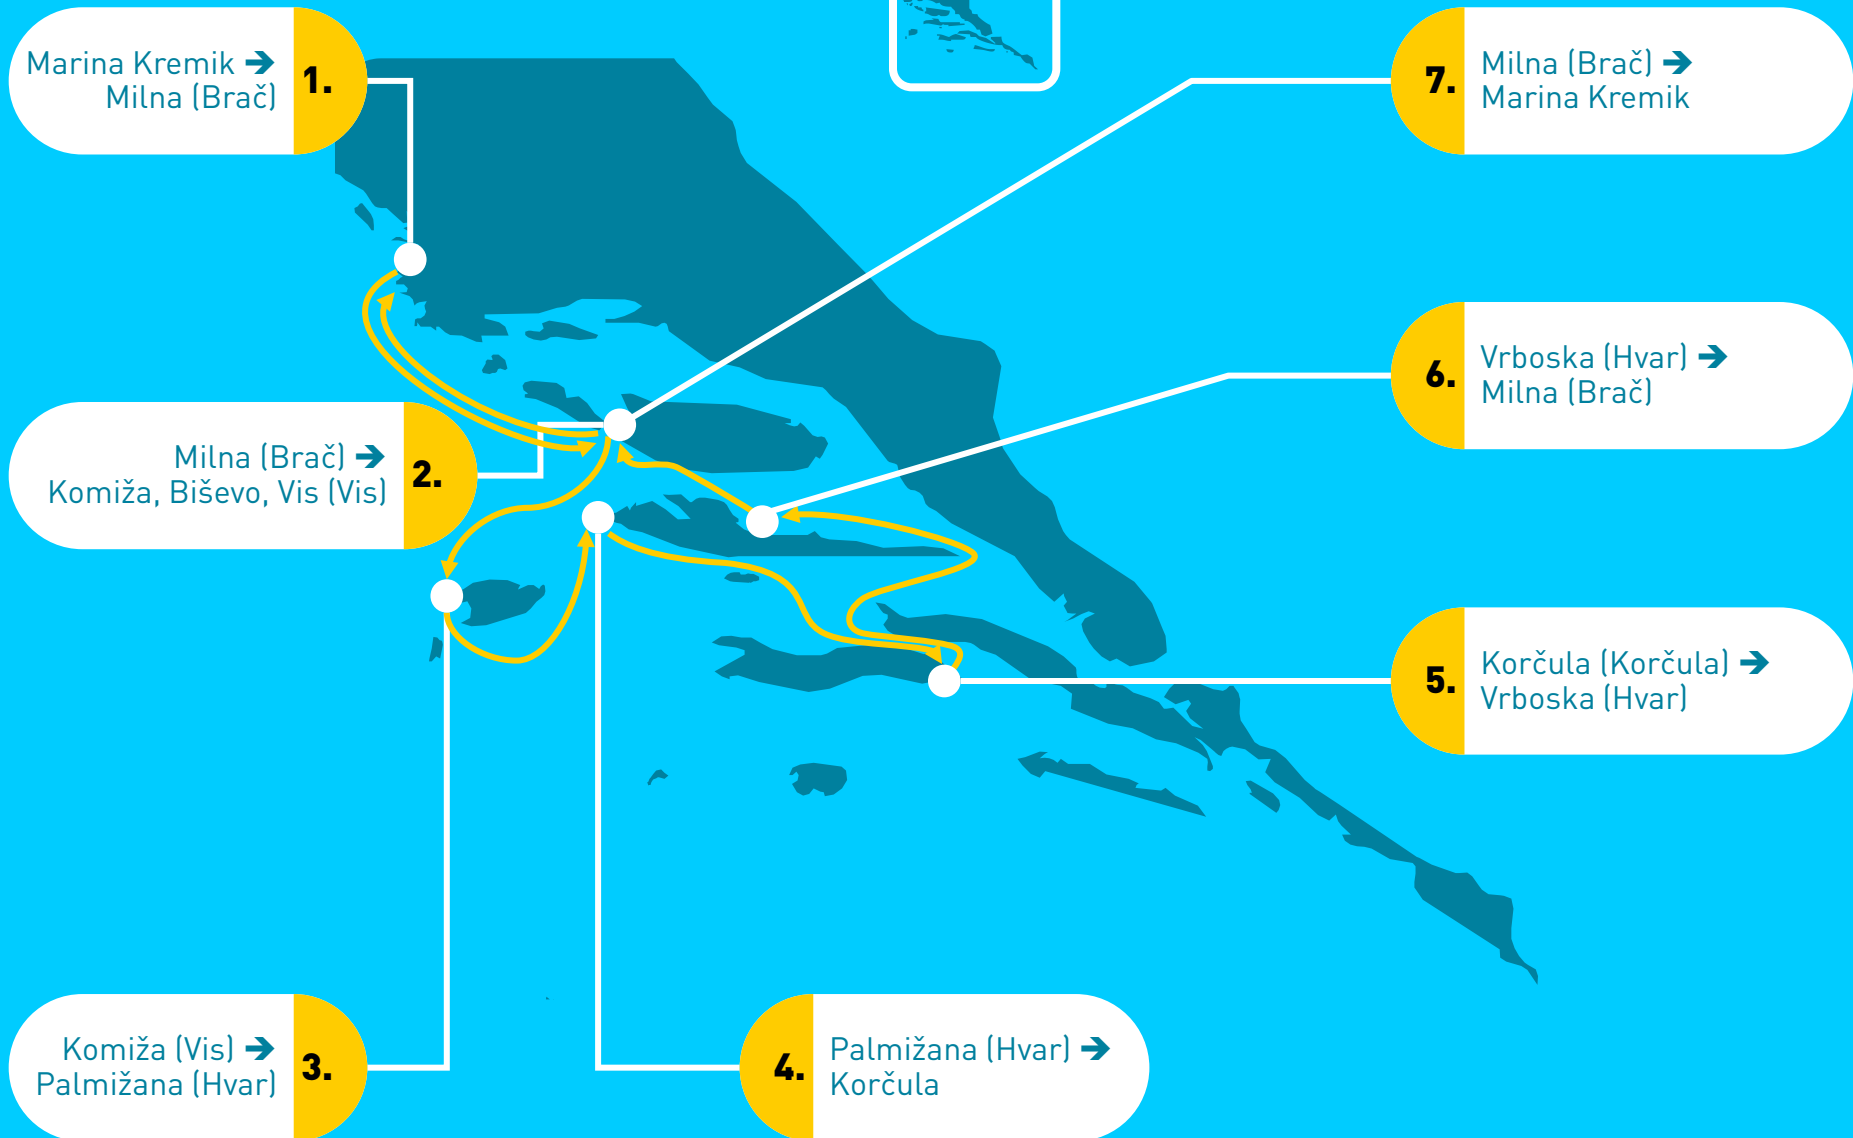 1.
Marina Kremik ➔
Milna (Brač)
2.
Milna (Brač) ➔
Komiža, Biševo, Vis (Vis)
3.
Komiža (Vis) ➔
Palmižana (Hvar)
4.
Palmižana (Hvar) ➔
Korčula
5.
Korčula (Korčula) ➔
Vrboska (Hvar)
6.
Vrboska (Hvar) ➔
Milna (Brač)
7.
Milna (Brač) ➔
Marina Kremik